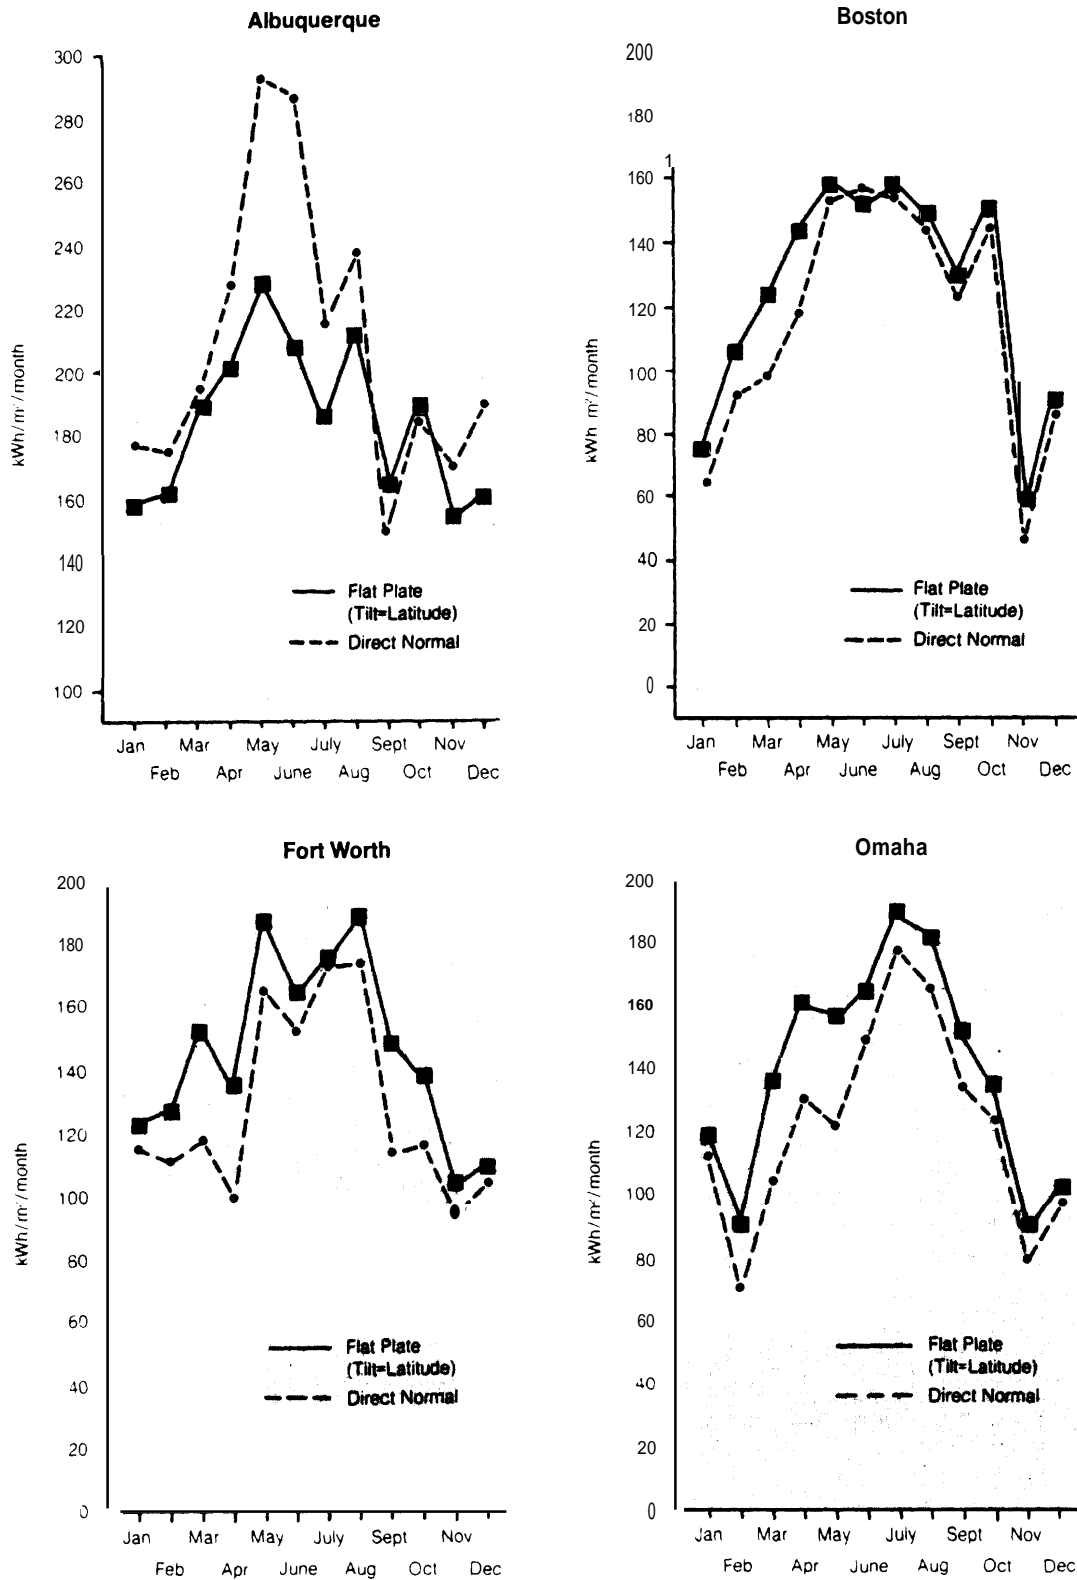 Albuquerque
300
280
260
240
220
200
180
160
140
120
100
kWh/m²/month
Flat Plate
(Tilt=Latitude)
Direct Normal
Jan Mar May July Sept Nov
Feb Apr June Aug Oct Dec
Boston
200
180
1
160
140
120
100
80
60
40
20
0
kWh m²/month
Flat Plate
(Tilt=Latitude)
Direct Normal
Jan Mar May July Sept Nov
Feb Apr June Aug Oct Dec
Fort Worth
200
180
160
140
120
100
80
60
40
20
0
kWh/m²/month
Flat Plate
(Tilt=Latitude)
Direct Normal
Jan Mar May July Sept Nov
Feb Apr June Aug Oct Dec
Omaha
200
180
160
140
120
100
80
60
40
20
0
kWh/m²/month
Flat Plate
(Tilt=Latitude)
Direct Normal
Jan Mar May July Sept Nov
Feb Apr June Aug Oct Dec